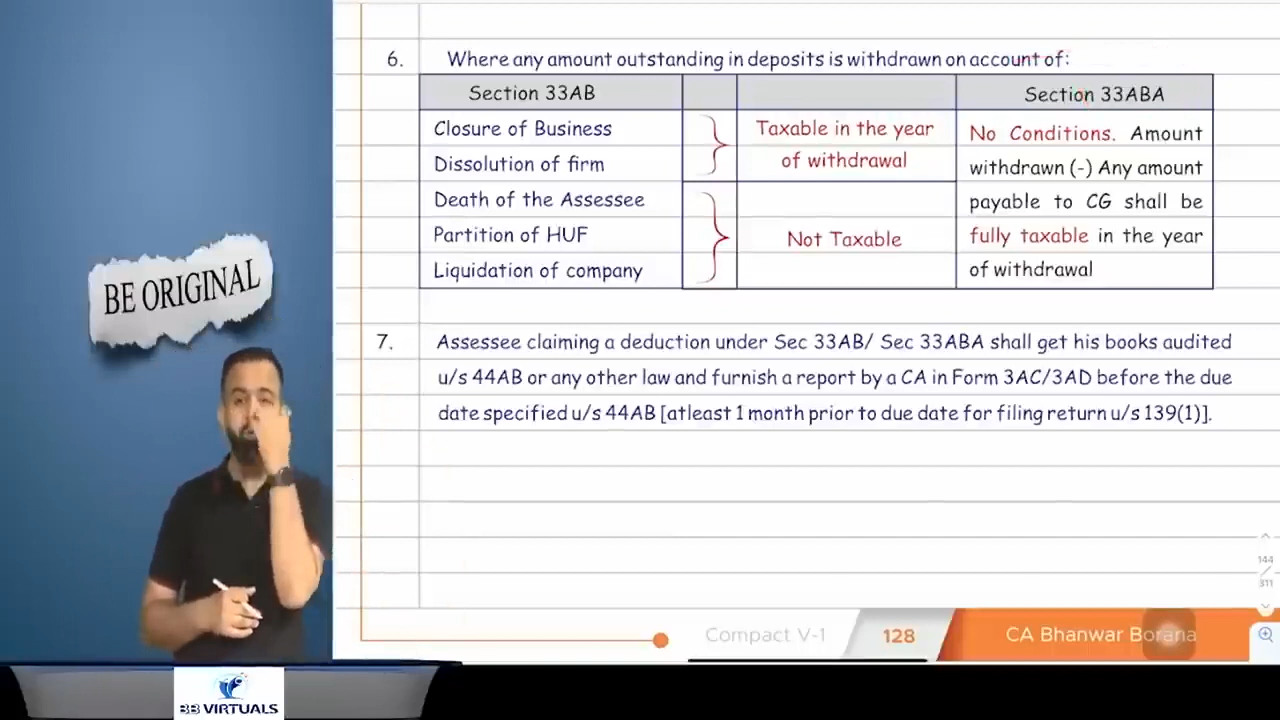 BE ORIGINAL
6. Where any amount outstanding in deposits is withdrawn on account of:
Section 33AB
Section 33ABA
Closure of Business
Dissolution of firm
Death of the Assessee
Partition of HUF
Liquidation of company
Taxable in the year
of withdrawal
Not Taxable
No Conditions. Amount
withdrawn (-) Any amount
payable to CG shall be
fully taxable in the year
of withdrawal
7. Assessee claiming a deduction under Sec 33AB/ Sec 33ABA shall get his books audited
u/s 44AB or any other law and furnish a report by a CA in Form 3AC/3AD before the due
date specified u/s 44AB [atleast 1 month prior to due date for filing return u/s 139(1)].
144
/
311
Compact V-1
128
CA Bhanwar Borana
BB VIRTUALS